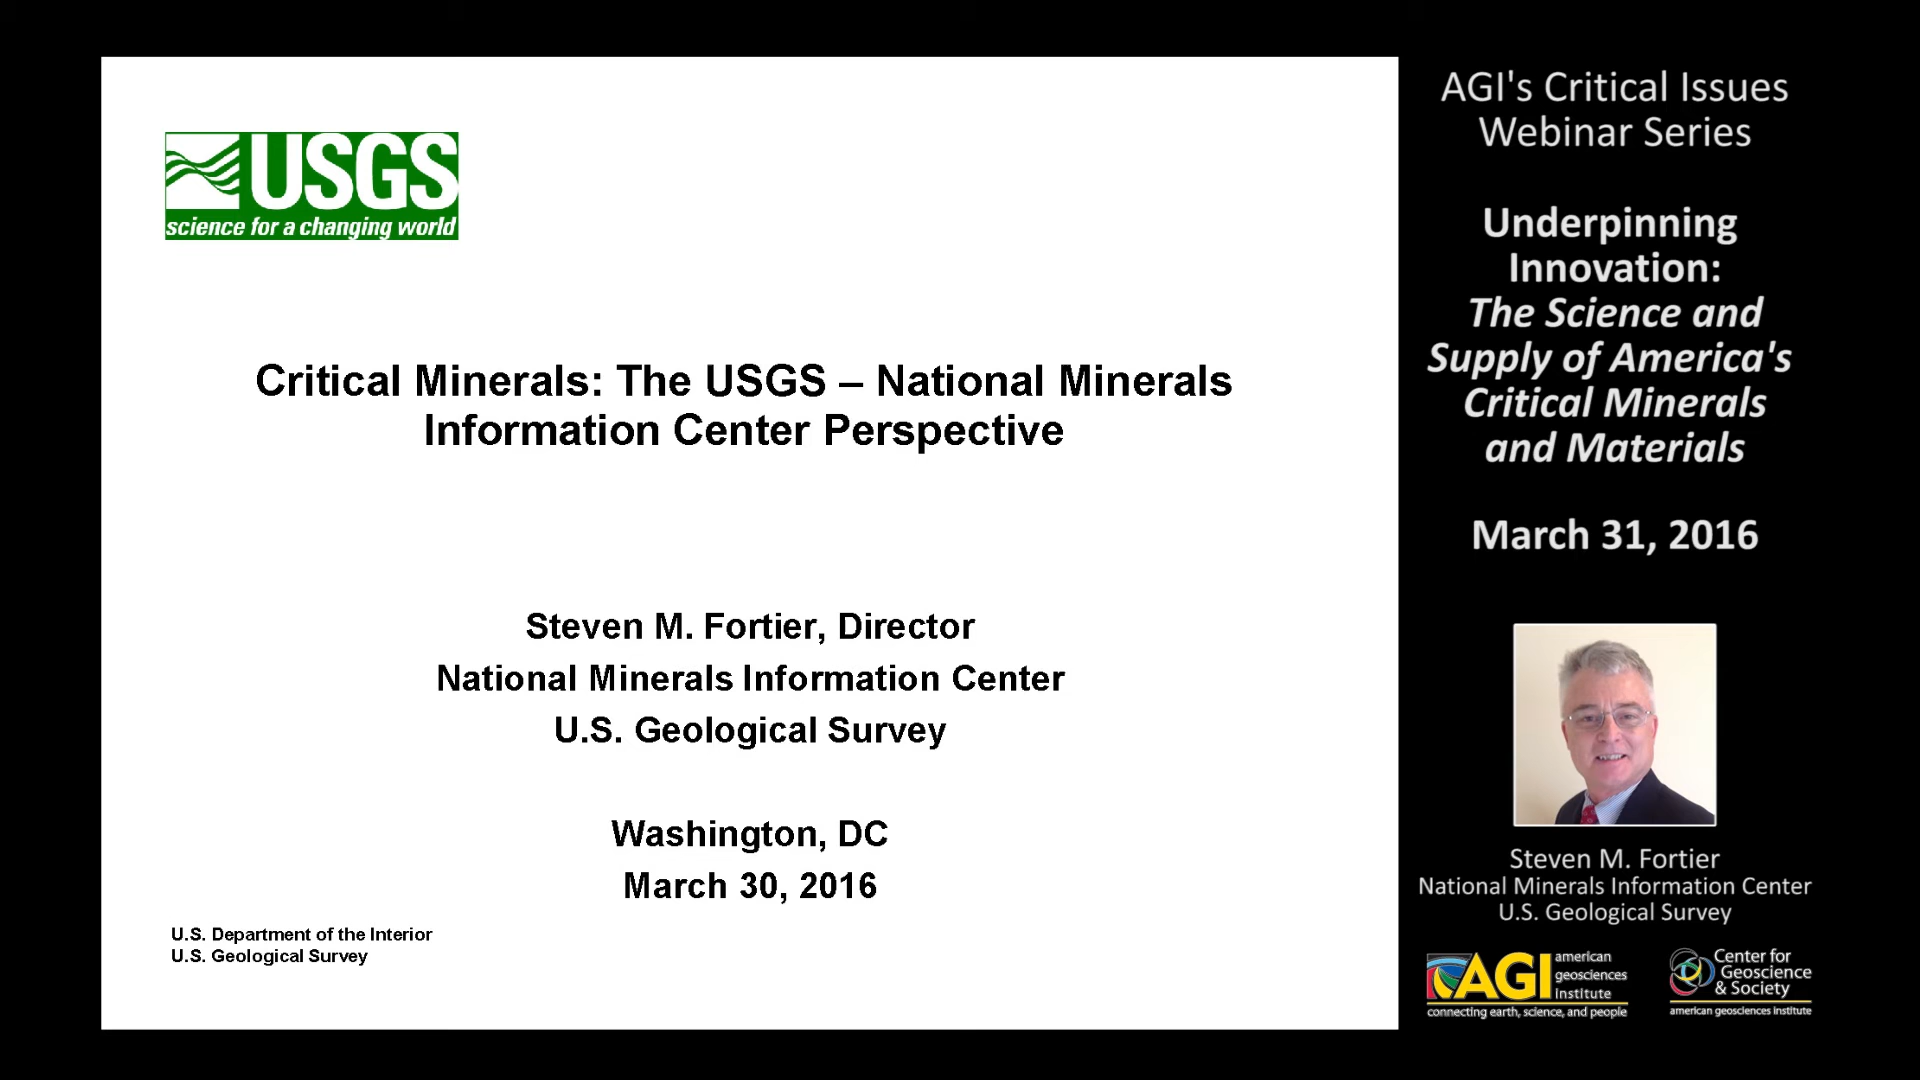 USGS
science for a changing world
Critical Minerals: The USGS – National Minerals
Information Center Perspective
Steven M. Fortier, Director
National Minerals Information Center
U.S. Geological Survey
Washington, DC
March 30, 2016
U.S. Department of the Interior
U.S. Geological Survey
AGI's Critical Issues
Webinar Series
Underpinning
Innovation:
The Science and
Supply of America's
Critical Minerals
and Materials
March 31, 2016
Steven M. Fortier
National Minerals Information Center
U.S. Geological Survey
AGI
american
geosciences
institute
connecting earth, science, and people
Center for
Geoscience
& Society
american geosciences institute